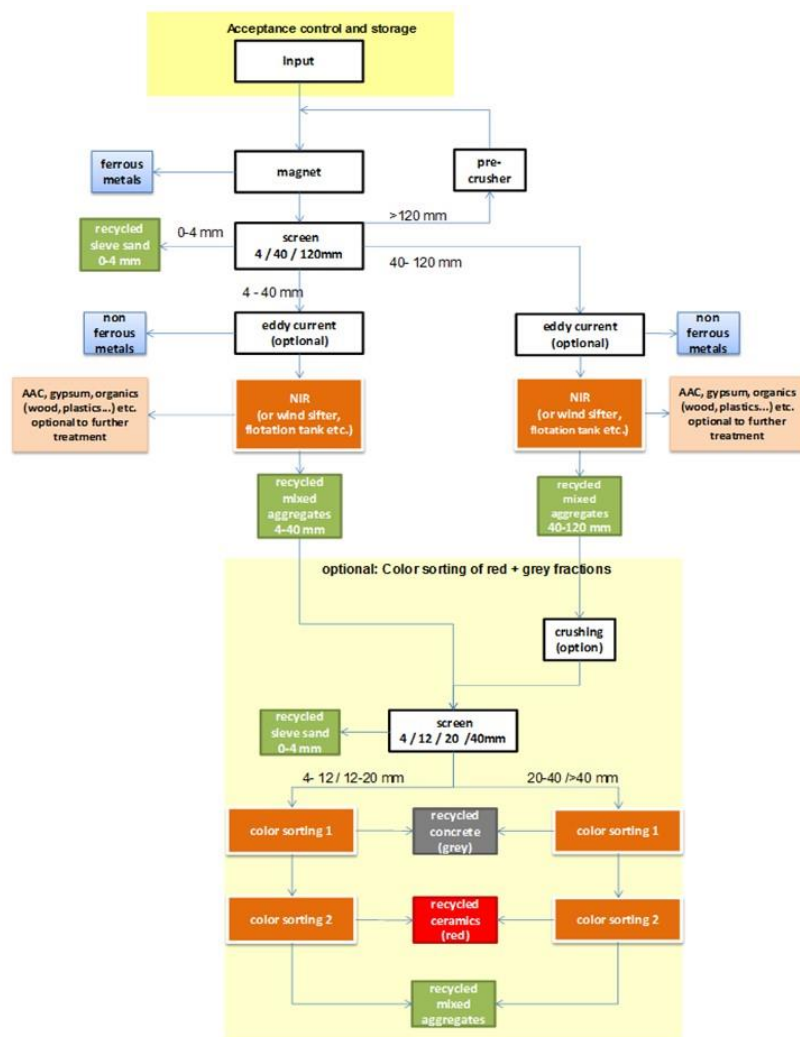 Acceptance control and storage
Input
magnet
ferrous
metals
pre-
crusher
>120 mm
0-4 mm
recycled
sieve sand
0-4 mm
screen
4 / 40 / 120mm
40- 120 mm
4 - 40 mm
non
ferrous
metals
eddy current
(optional)
eddy current
(optional)
non
ferrous
metals
AAC, gypsum, organics
(wood, plastics...) etc.
optional to further
treatment
NIR
(or wind sifter,
flotation tank etc.)
NIR
(or wind sifter,
flotation tank etc.)
AAC, gypsum, organics
(wood, plastics...) etc.
optional to further
treatment
recycled
mixed
aggregates
4-40 mm
recycled
mixed
aggregates
40-120 mm
optional: Color sorting of red + grey fractions
crushing
(option)
recycled
sieve sand
0-4 mm
screen
4 / 12 / 20 /40mm
4- 12 / 12-20 mm
20-40 />40 mm
color sorting 1
recycled
concrete
(grey)
color sorting 1
color sorting 2
recycled
ceramics
(red)
color sorting 2
recycled
mixed
aggregates